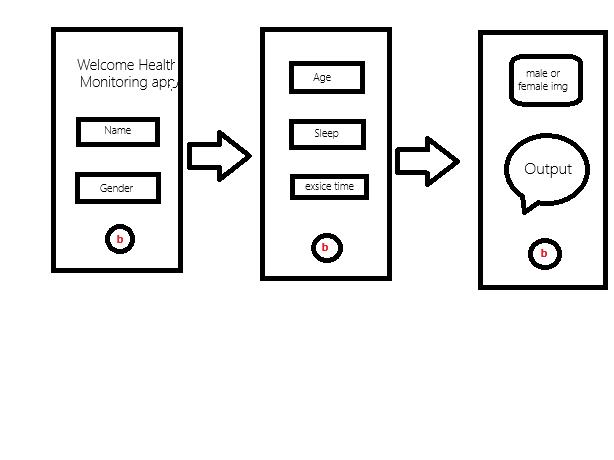 Welcome Health
Monitoring app
Name
Gender
b
Age
Sleep
exsice time
b
male or
female img
Output
b